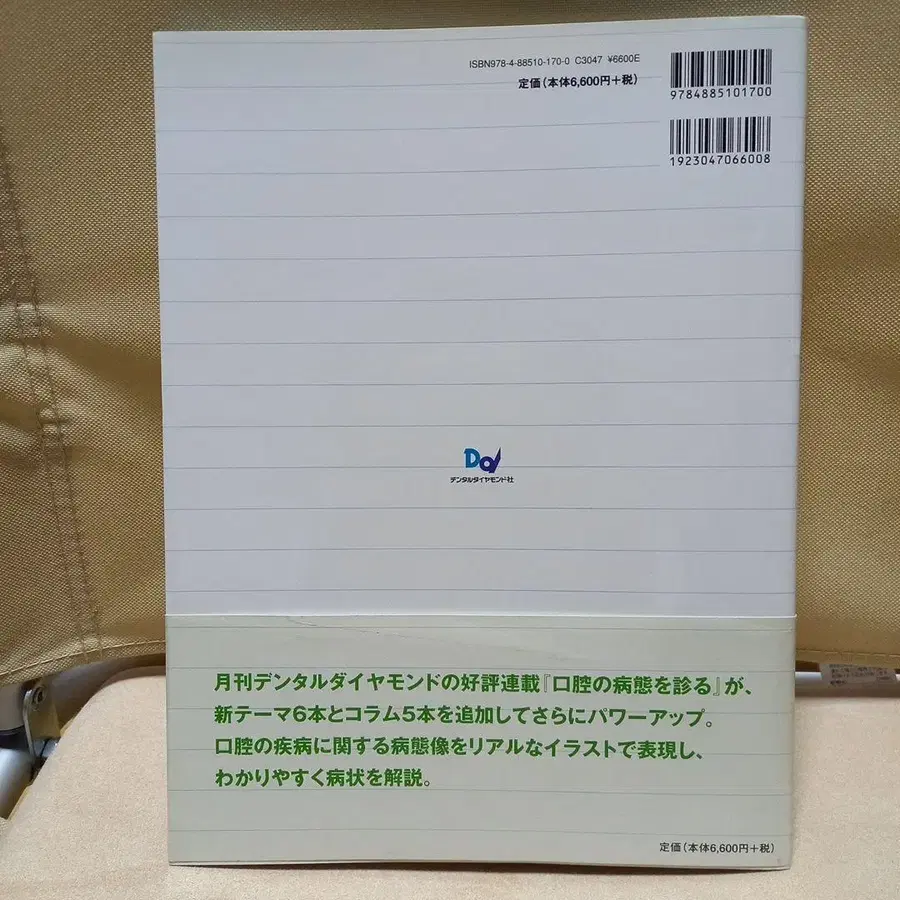 ISBN978-4-88510-170-0 C3047 ¥6600E
定価(本体6,600円+税)
9784885101700
1923047066008
デンタルダイヤモンド社
月刊デンタルダイヤモンドの好評連載『口腔の病態を診る』が、
新テーマ6本とコラム5本を追加してさらにパワーアップ。
口腔の疾病に関する病態像をリアルなイラストで表現し、
わかりやすく病状を解説。
定価(本体6,600円+税)